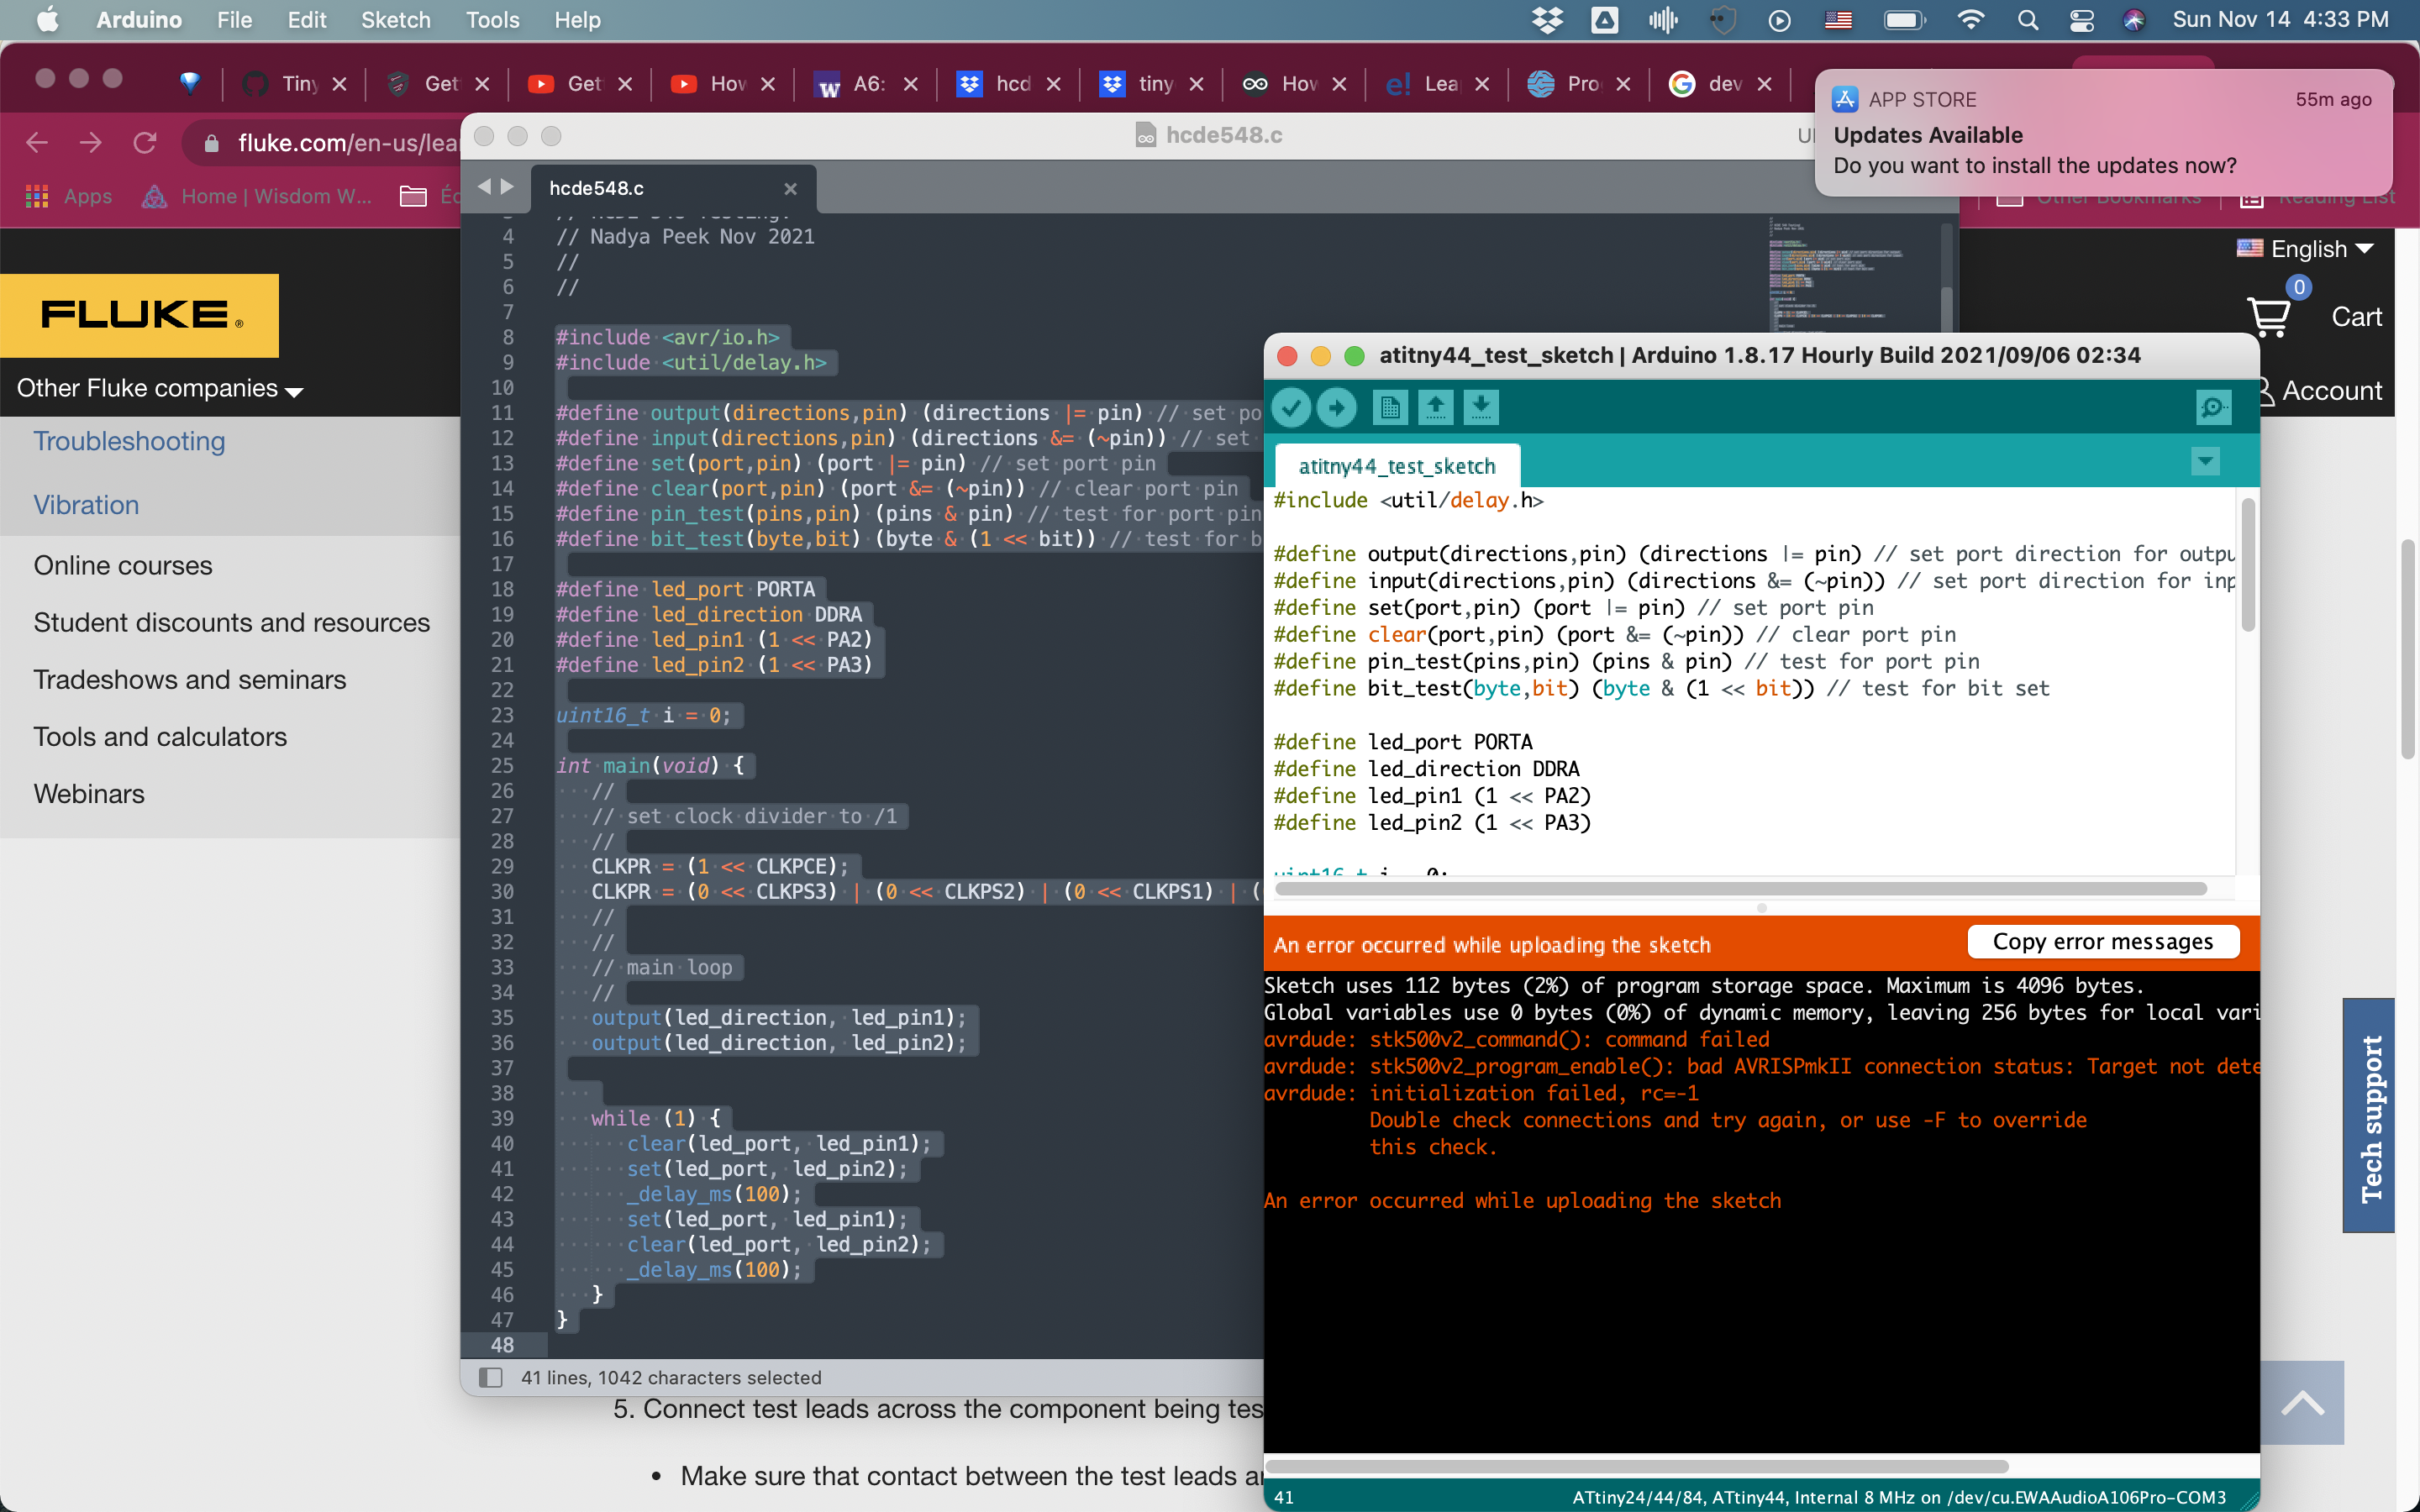 Arduino File Edit Sketch Tools Help
Sun Nov 14 4:33 PM
Tiny
Get
Get
How
A6:
hcd
tiny
How
Lea
Pro
dev
fluke.com/en-us/lear
Apps
Home | Wisdom W...
Other Bookmarks
Reading List
APP STORE
55m ago
Updates Available
Do you want to install the updates now?
FLUKE®
Other Fluke companies
English
0
Cart
Account
Troubleshooting
Vibration
Online courses
Student discounts and resources
Tradeshows and seminars
Tools and calculators
Webinars
hcde548.c
hcde548.c
4 // Nadya Peek Nov 2021
5 //
6 //
7
8 #include <avr/io.h>
9 #include <util/delay.h>
10
11 #define output(directions,pin) (directions |= pin) // set po
12 #define input(directions,pin) (directions &= (~pin)) // set
13 #define set(port,pin) (port |= pin) // set port pin
14 #define clear(port,pin) (port &= (~pin)) // clear port pin
15 #define pin_test(pins,pin) (pins & pin) // test for port pin
16 #define bit_test(byte,bit) (byte & (1 << bit)) // test for b
17
18 #define led_port PORTA
19 #define led_direction DDRA
20 #define led_pin1 (1 << PA2)
21 #define led_pin2 (1 << PA3)
22
23 uint16_t i = 0;
24
25 int main(void) {
26 //
27 // set clock divider to /1
28 //
29 CLKPR = (1 << CLKPCE);
30 CLKPR = (0 << CLKPS3) | (0 << CLKPS2) | (0 << CLKPS1) | (
31 //
32 //
33 // main loop
34 //
35 output(led_direction, led_pin1);
36 output(led_direction, led_pin2);
37
38
39 while (1) {
40 clear(led_port, led_pin1);
41 set(led_port, led_pin2);
42 _delay_ms(100);
43 set(led_port, led_pin1);
44 clear(led_port, led_pin2);
45 _delay_ms(100);
46 }
47 }
48
41 lines, 1042 characters selected
5. Connect test leads across the component being tes
• Make sure that contact between the test leads a
atitny44_test_sketch | Arduino 1.8.17 Hourly Build 2021/09/06 02:34
atitny44_test_sketch
#include <util/delay.h>
#define output(directions,pin) (directions |= pin) // set port direction for outpu
#define input(directions,pin) (directions &= (~pin)) // set port direction for inp
#define set(port,pin) (port |= pin) // set port pin
#define clear(port,pin) (port &= (~pin)) // clear port pin
#define pin_test(pins,pin) (pins & pin) // test for port pin
#define bit_test(byte,bit) (byte & (1 << bit)) // test for bit set
#define led_port PORTA
#define led_direction DDRA
#define led_pin1 (1 << PA2)
#define led_pin2 (1 << PA3)
uint16_t i = 0;
An error occurred while uploading the sketch
Copy error messages
Sketch uses 112 bytes (2%) of program storage space. Maximum is 4096 bytes.
Global variables use 0 bytes (0%) of dynamic memory, leaving 256 bytes for local vari
avrdude: stk500v2_command(): command failed
avrdude: stk500v2_program_enable(): bad AVRISPmkII connection status: Target not dete
avrdude: initialization failed, rc=-1
Double check connections and try again, or use -F to override
this check.
An error occurred while uploading the sketch
41
ATtiny24/44/84, ATtiny44, Internal 8 MHz on /dev/cu.EWAAudioA106Pro-COM3
Tech support